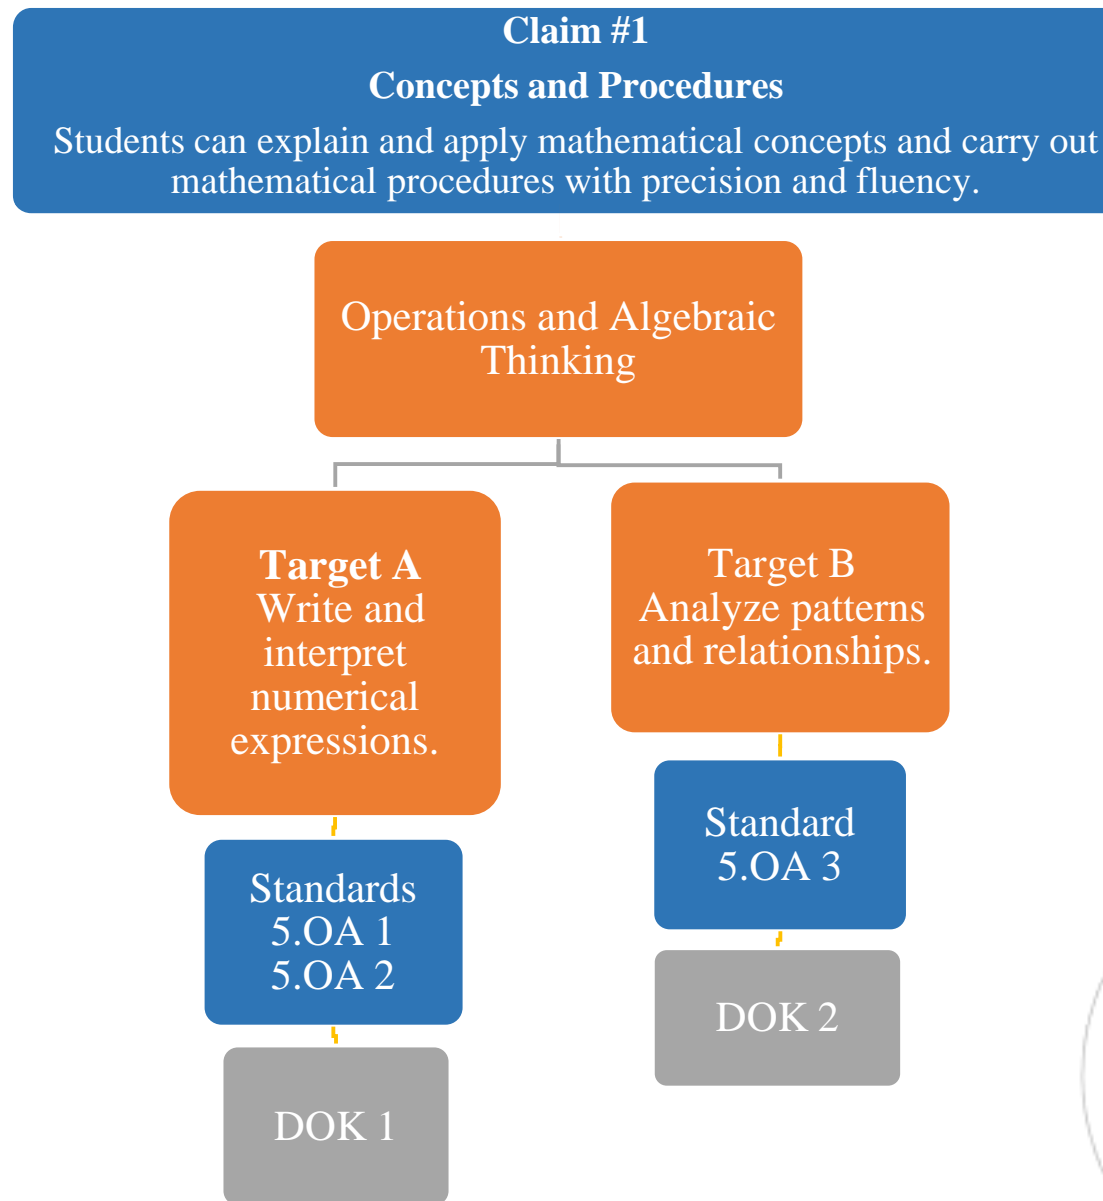 Claim #1
Concepts and Procedures
Students can explain and apply mathematical concepts and carry out
mathematical procedures with precision and fluency.
Operations and Algebraic
Thinking
Target A
Write and
interpret
numerical
expressions.
Target B
Analyze patterns
and relationships.
Standards
5.OA 1
5.OA 2
Standard
5.OA 3
DOK 1
DOK 2